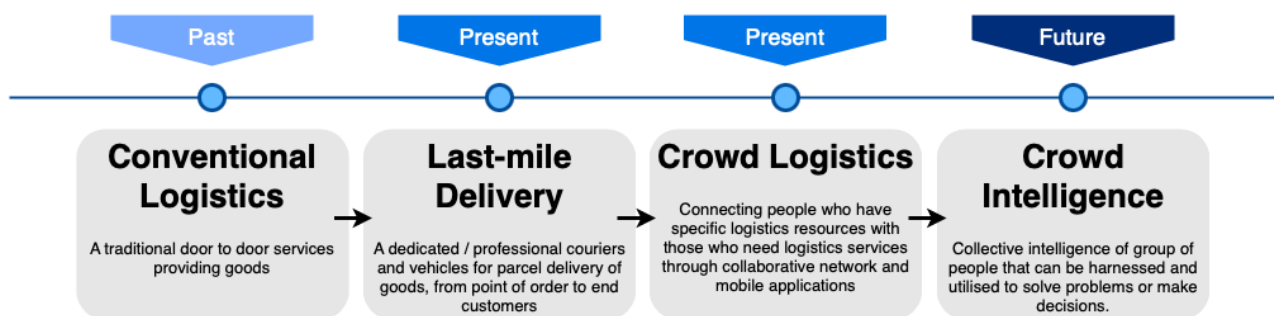 Past
Present
Present
Future
Conventional
Logistics
A traditional door to door services
providing goods
Last-mile
Delivery
A dedicated / professional couriers
and vehicles for parcel delivery of
goods, from point of order to end
customers
Crowd Logistics
Connecting people who have
specific logistics resources with
those who need logistics services
through collaborative network and
mobile applications
Crowd
Intelligence
Collective intelligence of group of
people that can be harnessed and
utilised to solve problems or make
decisions.